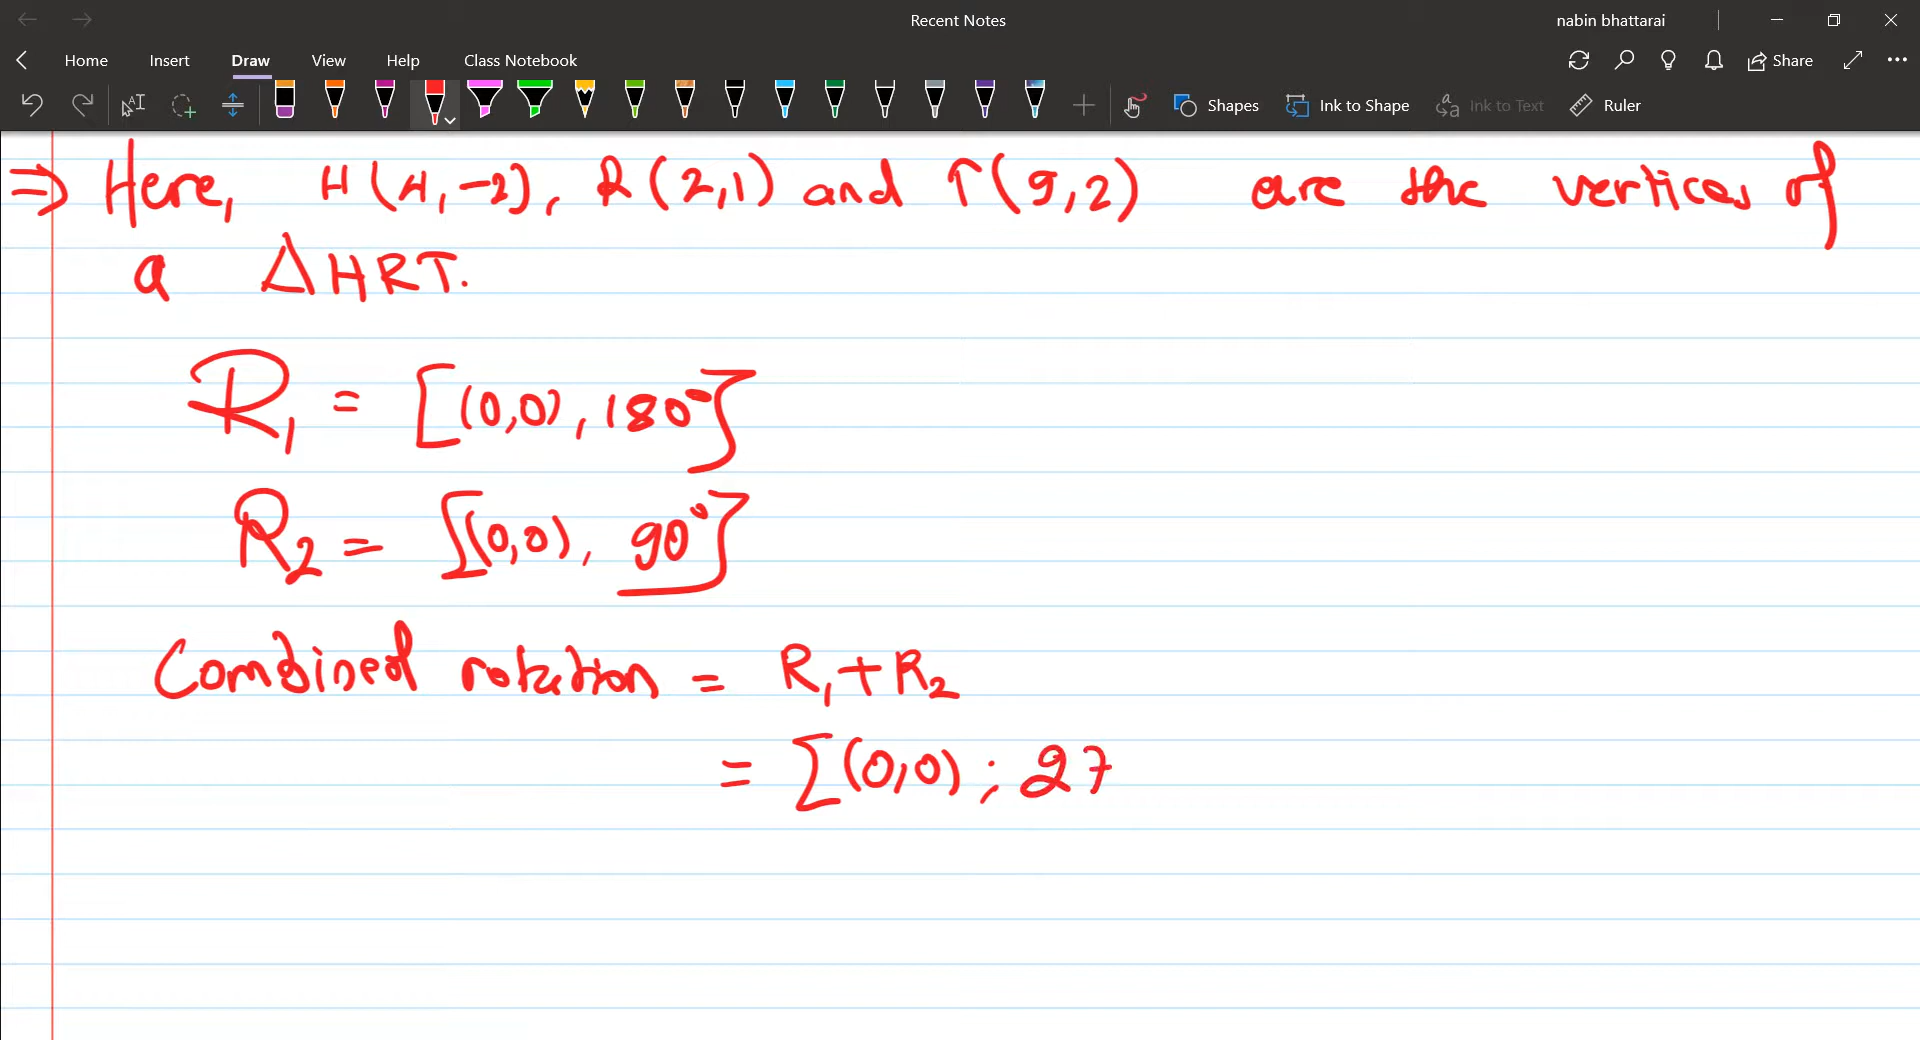 Recent Notes
nabin bhattarai
Home Insert Draw View Help Class Notebook
Share
Shapes Ink to Shape Ink to Text Ruler
⇒ Here, H(4,-2), R(2,1) and T(5,2) are the vertices of
a ΔHRT.
R₁ = [(0,0), 180°]
R₂ = [(0,0), 90°]
Combined rotation = R₁+R₂
= [(0,0); 27